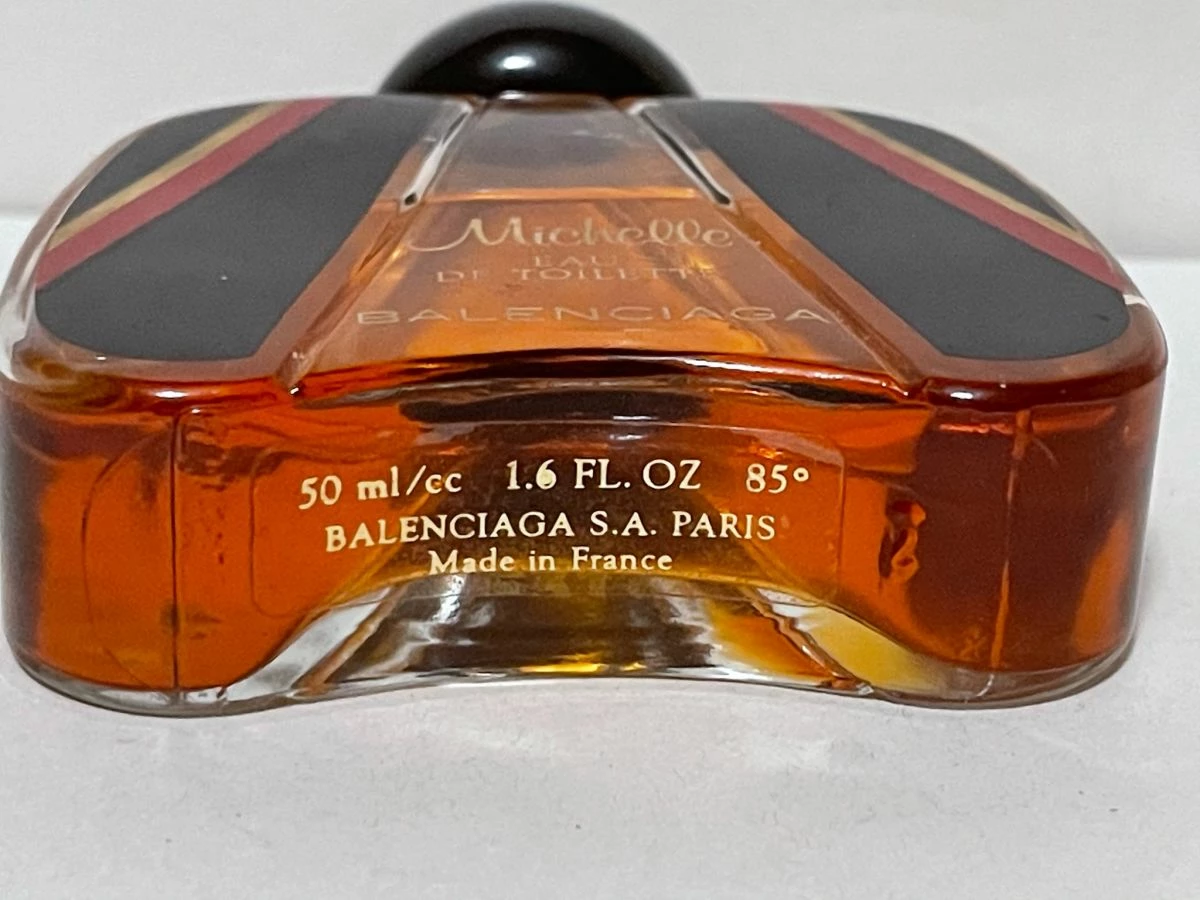 Michelle
EAU
DE TOILETTE
BALENCIAGA
50 ml/cc 1.6 FL. OZ 85°
BALENCIAGA S.A. PARIS
Made in France